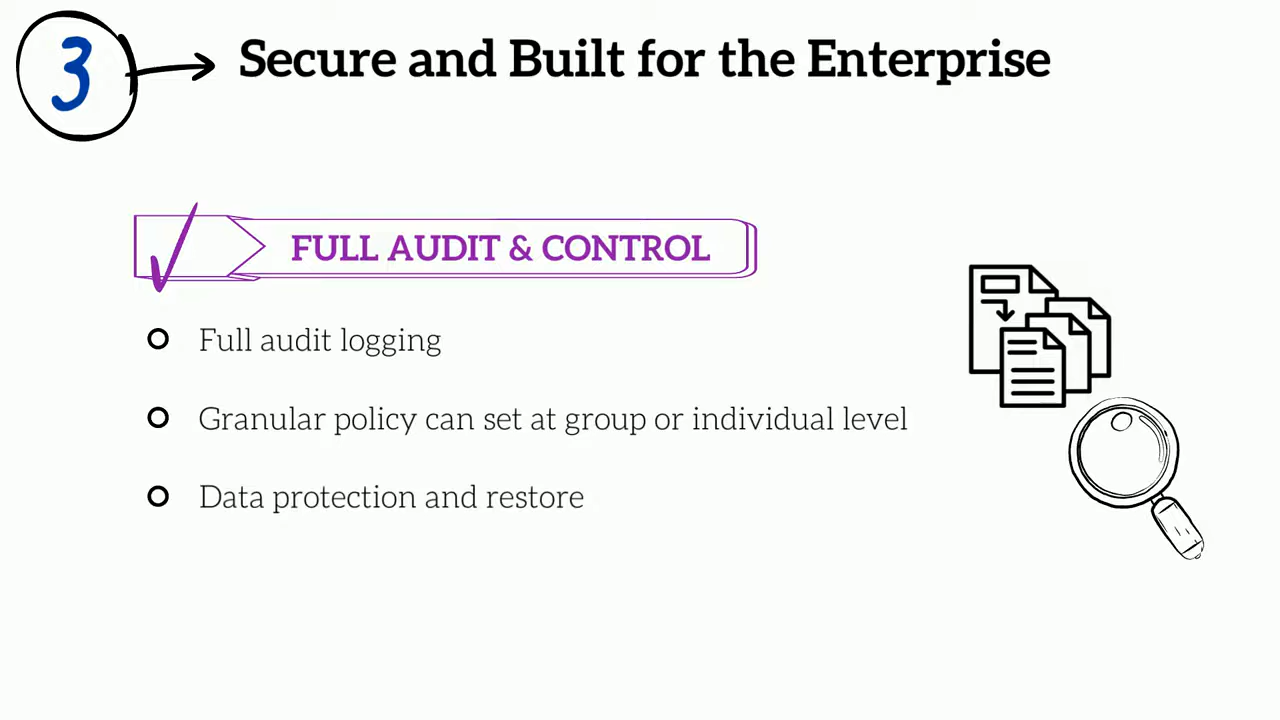 3
Secure and Built for the Enterprise
FULL AUDIT & CONTROL
Full audit logging
Granular policy can set at group or individual level
Data protection and restore